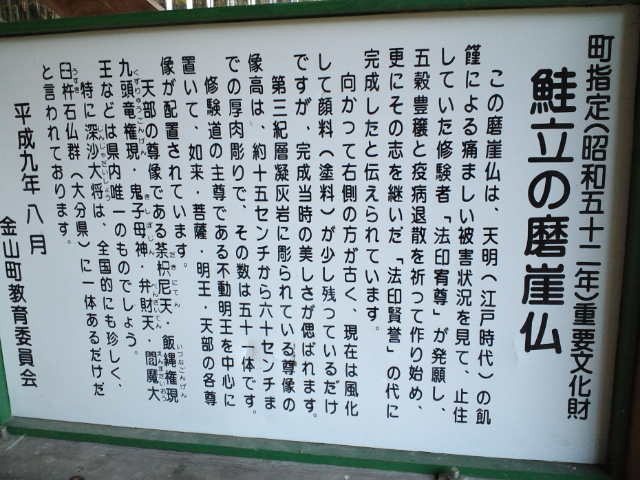 町指定(昭和五十二年)重要文化財
鮭立の磨崖仏
この磨崖仏は、天明(江戸時代)の飢
饉による痛ましい被害状況を見て、止住
していた修験者「法印宥尊」が発願し、
五穀豊穣と疫病退散を祈って作り始め、
更にその志を継いだ「法印賢誉」の代に
完成したと伝えられています。
向かって右側の方が古く、現在は風化
して顔料(塗料)が少し残っているだけ
ですが、完成当時の美しさが偲ばれます。
第三紀層凝灰岩に彫られている尊像の
像高は、約十五センチから六十センチま
での厚肉彫りで、その数は五十一体です。
修験道の主尊である不動明王を中心に
置いて、如来・菩薩・明王・天部の各尊
像が配置されています。
天部の尊像である荼枳尼天・飯縄権現
九頭竜権現・鬼子母神・弁財天・閻魔大
王などは県内唯一のものでしょう。
特に深沙大将は、全国的にも珍しく、
臼杵石仏群(大分県)に一体あるだけだ
と言われております。
平成九年八月
金山町教育委員会